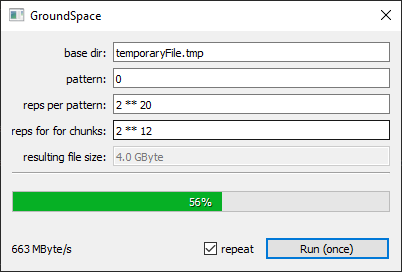 GroundSpace
base dir: temporaryFile.tmp
pattern: 0
reps per pattern: 2 ** 20
reps for for chunks: 2 ** 12
resulting file size: 4.0 GByte
56%
663 MByte/s repeat Run (once)